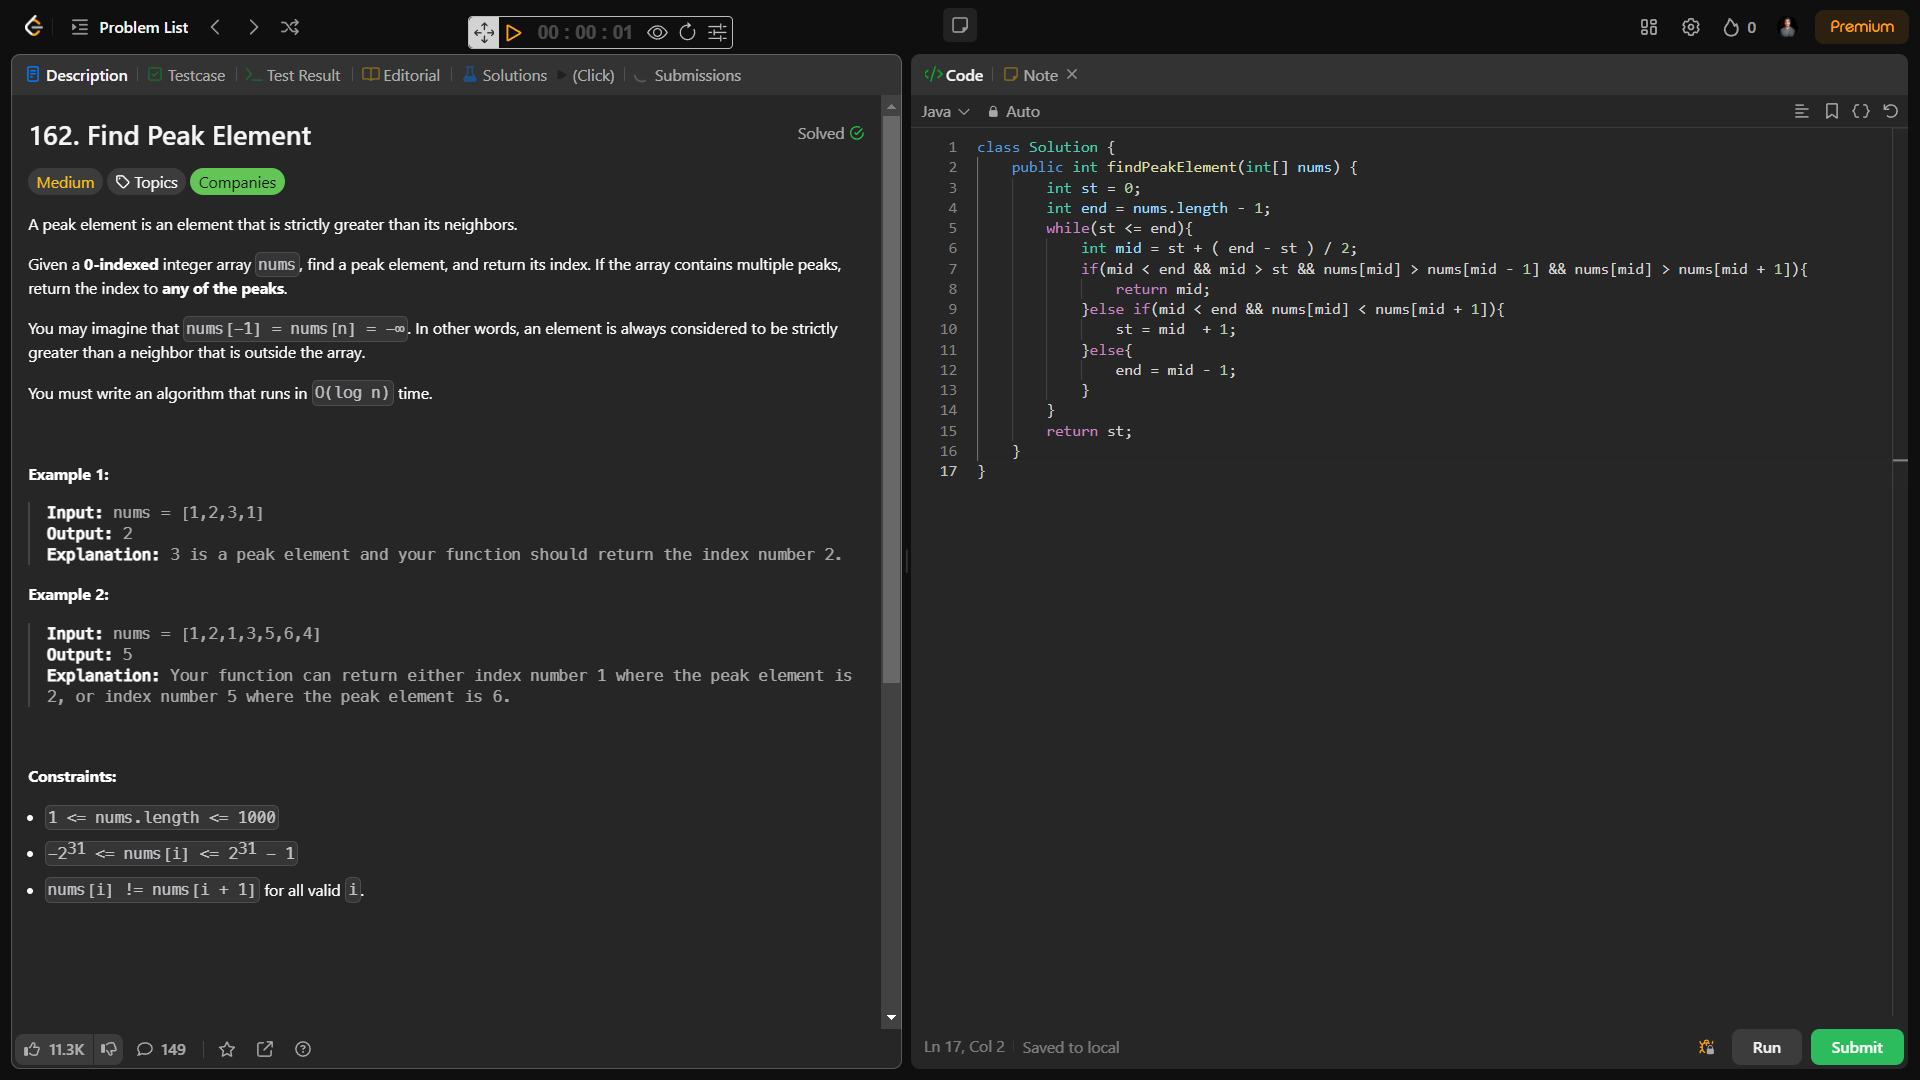 Problem List
00 : 00 : 01
0
Premium
Description
Testcase
Test Result
Editorial
Solutions
(Click)
Submissions
162. Find Peak Element
Solved
Medium
Topics
Companies
A peak element is an element that is strictly greater than its neighbors.
Given a 0-indexed integer array nums, find a peak element, and return its index. If the array contains multiple peaks,
return the index to any of the peaks.
You may imagine that nums[-1] = nums[n] = -∞. In other words, an element is always considered to be strictly
greater than a neighbor that is outside the array.
You must write an algorithm that runs in O(log n) time.
Example 1:
Input: nums = [1,2,3,1]
Output: 2
Explanation: 3 is a peak element and your function should return the index number 2.
Example 2:
Input: nums = [1,2,1,3,5,6,4]
Output: 5
Explanation: Your function can return either index number 1 where the peak element is
2, or index number 5 where the peak element is 6.
Constraints:
• 1 <= nums.length <= 1000
• -2^31 <= nums[i] <= 2^31 - 1
• nums[i] != nums[i + 1] for all valid i.
11.3K
149
</> Code
Note
Java
Auto
1 class Solution {
2     public int findPeakElement(int[] nums) {
3         int st = 0;
4         int end = nums.length - 1;
5         while(st <= end){
6             int mid = st + ( end - st ) / 2;
7             if(mid < end && mid > st && nums[mid] > nums[mid - 1] && nums[mid] > nums[mid + 1]){
8                 return mid;
9             }else if(mid < end && nums[mid] < nums[mid + 1]){
10                 st = mid  + 1;
11             }else{
12                 end = mid - 1;
13             }
14         }
15         return st;
16     }
17 }
Ln 17, Col 2
Saved to local
Run
Submit